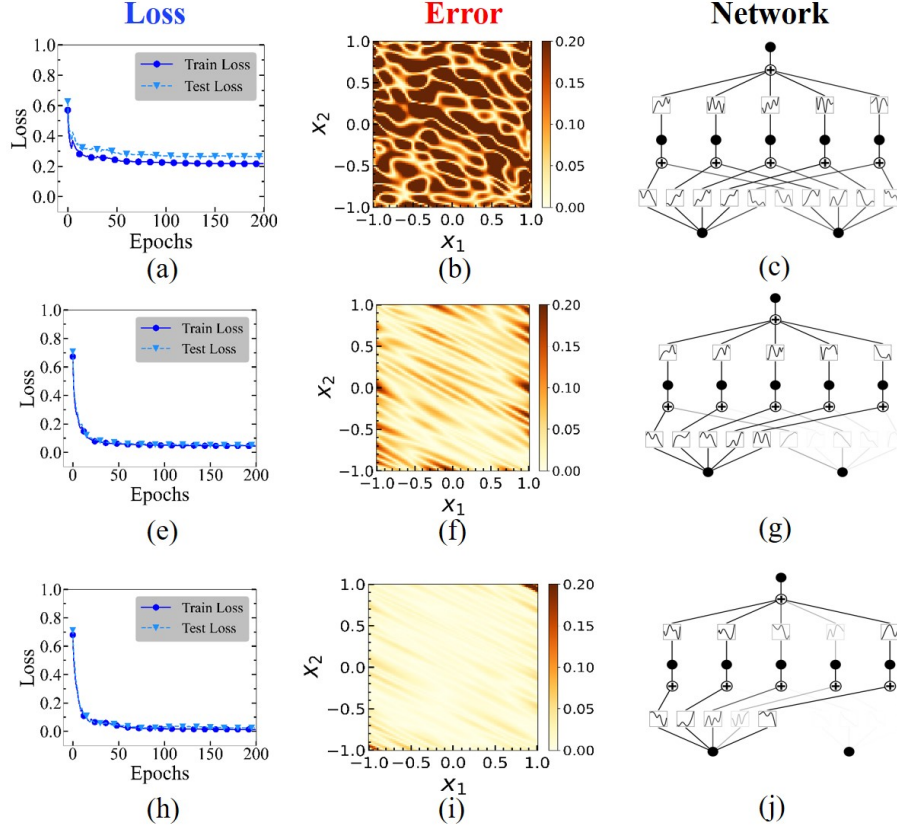 Loss
Error
Network
1.0
0.8
0.6
0.4
0.2
0.0
Loss
Train Loss
Test Loss
0 50 100 150 200
Epochs
(a)
1.0
0.5
0.0
−0.5
−1.0
x2
−1.0 −0.5 0.0 0.5 1.0
x1
0.20
0.15
0.10
0.05
0.00
(b)
(c)
1.0
0.8
0.6
0.4
0.2
0.0
Loss
Train Loss
Test Loss
0 50 100 150 200
Epochs
(e)
1.0
0.5
0.0
−0.5
−1.0
x2
−1.0 −0.5 0.0 0.5 1.0
x1
0.20
0.15
0.10
0.05
0.00
(f)
(g)
1.0
0.8
0.6
0.4
0.2
0.0
Loss
Train Loss
Test Loss
0 50 100 150 200
Epochs
(h)
1.0
0.5
0.0
−0.5
−1.0
x2
−1.0 −0.5 0.0 0.5 1.0
x1
0.20
0.15
0.10
0.05
0.00
(i)
(j)